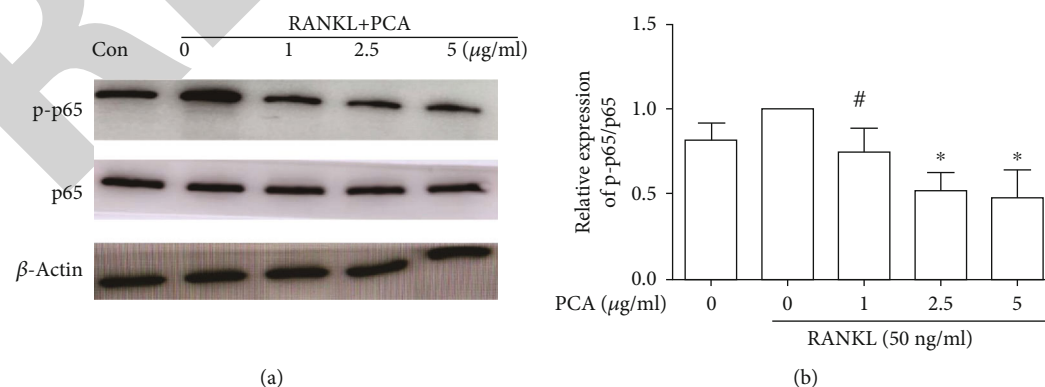 RANKL+PCA
Con 0 1 2.5 5 (μg/ml)
p-p65
p65
β-Actin
(a)
Relative expression
of p-p65/p65
1.5
1.0
0.5
0.0
#
*
*
PCA (μg/ml) 0 0 1 2.5 5
RANKL (50 ng/ml)
(b)